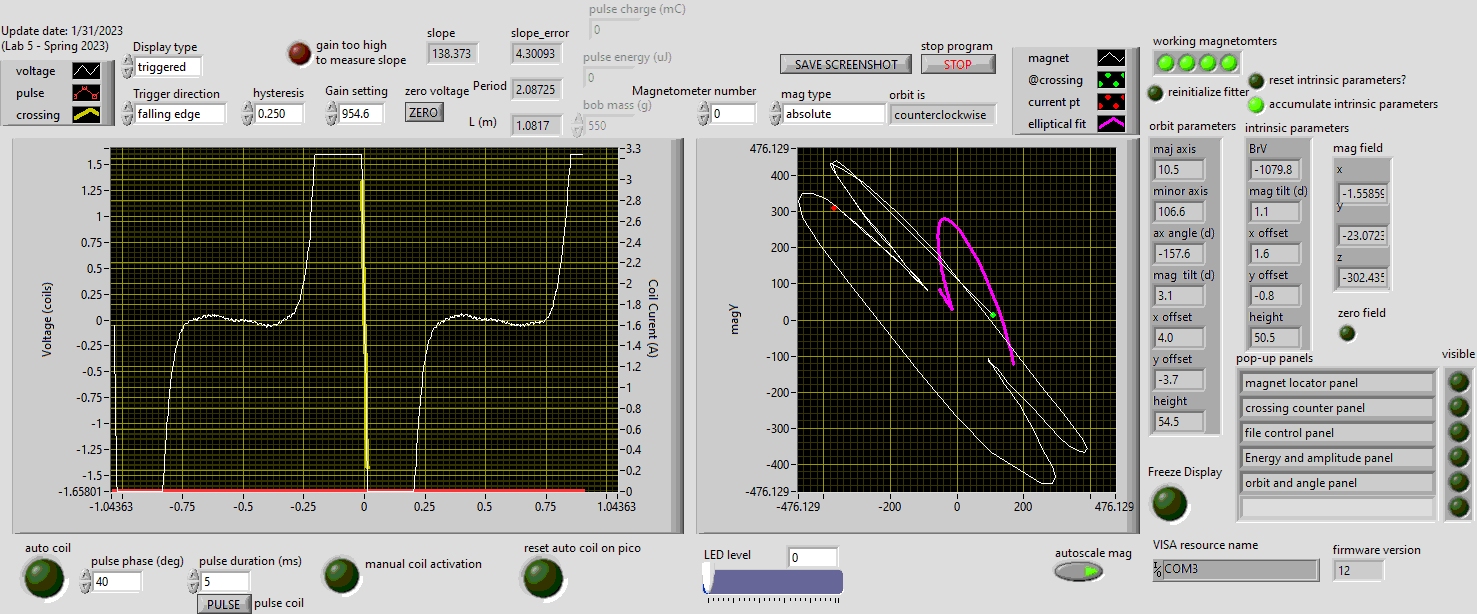 Update date: 1/31/2023
(Lab 5 - Spring 2023)
voltage
pulse
crossing
Display type
triggered
Trigger direction
falling edge
gain too high
to measure slope
hysteresis
0.250
Gain setting
954.6
slope
138.373
slope_error
4.30093
zero voltage
ZERO
Period
2.08725
L (m)
1.0817
pulse charge (mC)
0
pulse energy (uJ)
0
bob mass (g)
550
Magnetometer number
0
SAVE SCREENSHOT
stop program
STOP
mag type
absolute
orbit is
counterclockwise
magnet
@crossing
current pt
elliptical fit
working magnetomters
reinitialize fitter
reset intrinsic parameters?
accumulate intrinsic parameters
orbit parameters
maj axis
10.5
minor axis
106.6
ax angle (d)
-157.6
mag tilt (d)
3.1
x offset
4.0
y offset
-3.7
height
54.5
intrinsic parameters
BrV
-1079.8
mag tilt (d)
1.1
x offset
1.6
y offset
-0.8
height
50.5
mag field
x
-1.55859
y
-23.0723
z
-302.435
zero field
pop-up panels
visible
magnet locator panel
crossing counter panel
file control panel
Energy and amplitude panel
orbit and angle panel
Voltage (coils)
1.5
1.25
1
0.75
0.5
0.25
0
-0.25
-0.5
-0.75
-1
-1.25
-1.5
-1.65801
-1.04363 -0.75 -0.5 -0.25 0 0.25 0.5 0.75 1.04363
3.3
3
2.8
2.6
2.4
2.2
2
1.8
1.6
1.4
1.2
1
0.8
0.6
0.4
0.2
0
Coil Current (A)
magy
476.129
400
300
200
100
0
-100
-200
-300
-400
-476.129
-476.129 -200 0 200 476.129
Freeze Display
auto coil
pulse phase (deg)
40
pulse duration (ms)
5
PULSE pulse coil
manual coil activation
reset auto coil on pico
LED level
0
autoscale mag
VISA resource name
COM3
firmware version
12